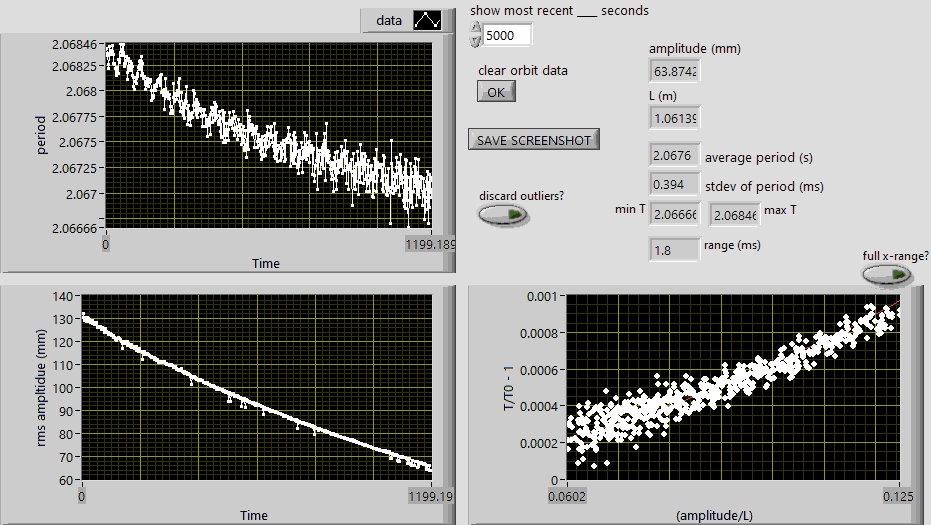 data
2.06846
2.06825
2.068
2.06775
2.0675
2.06725
2.067
2.06666
period
0
1199.189
Time
show most recent ___ seconds
5000
clear orbit data
OK
SAVE SCREENSHOT
discard outliers?
amplitude (mm)
63.8742
L (m)
1.06139
2.0676 average period (s)
0.394 stdev of period (ms)
min T 2.06666 2.06846 max T
1.8 range (ms)
full x-range?
140
130
120
110
100
90
80
70
60
rms ampltidue (mm)
0
1199.19
Time
0.001
0.0008
0.0006
0.0004
0.0002
0
T/T0 - 1
0.0602
0.125
(amplitude/L)